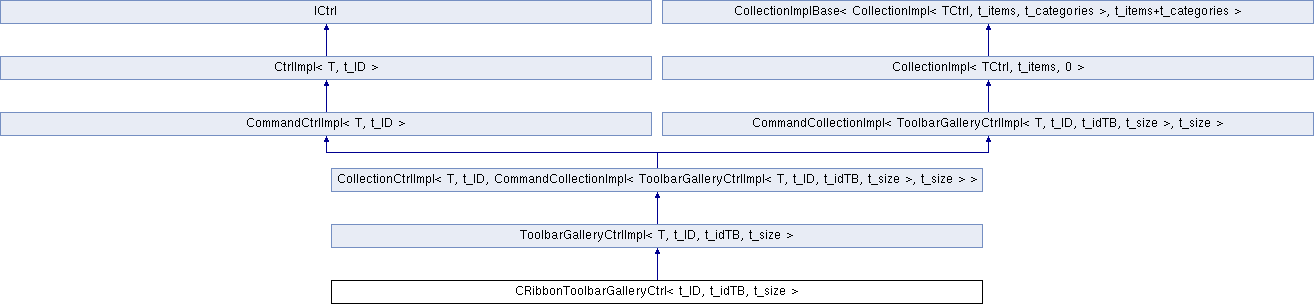 ICtrl
CollectionImplBase< CollectionImpl< TCtrl, t_items, t_categories >, t_items+t_categories >
CtrlImpl< T, t_ID >
CollectionImpl< TCtrl, t_items, 0 >
CommandCtrlImpl< T, t_ID >
CommandCollectionImpl< ToolbarGalleryCtrlImpl< T, t_ID, t_idTB, t_size >, t_size >
CollectionCtrlImpl< T, t_ID, CommandCollectionImpl< ToolbarGalleryCtrlImpl< T, t_ID, t_idTB, t_size >, t_size > >
ToolbarGalleryCtrlImpl< T, t_ID, t_idTB, t_size >
CRibbonToolbarGalleryCtrl< t_ID, t_idTB, t_size >